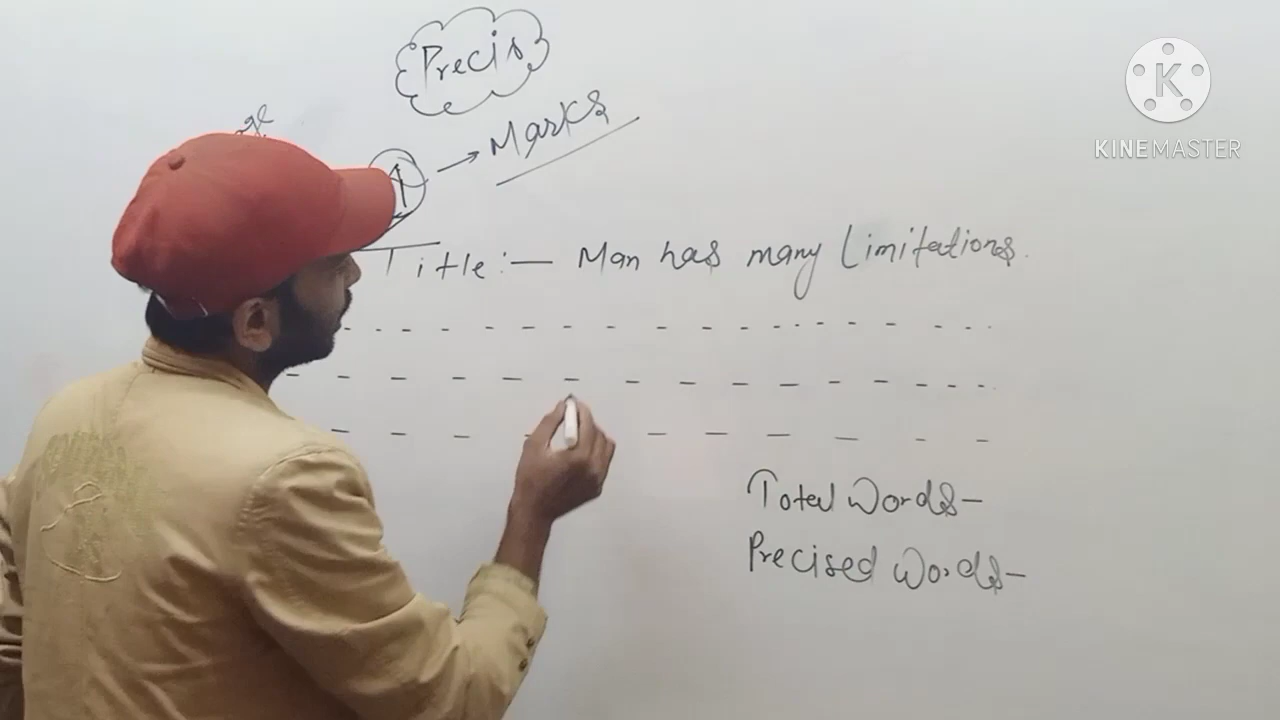 Precis
→ Marks
Title:— Man has many Limitations.
Total Words-
Precised Words-
K
KINEMASTER